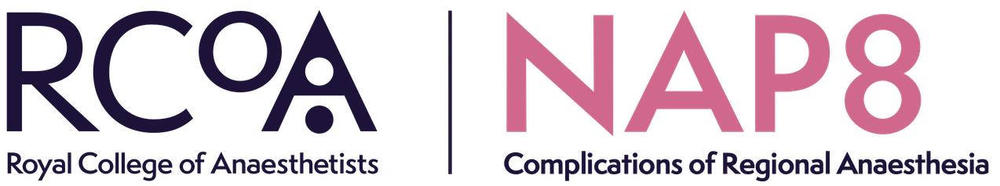 RCoA
Royal College of Anaesthetists
NAP8
Complications of Regional Anaesthesia